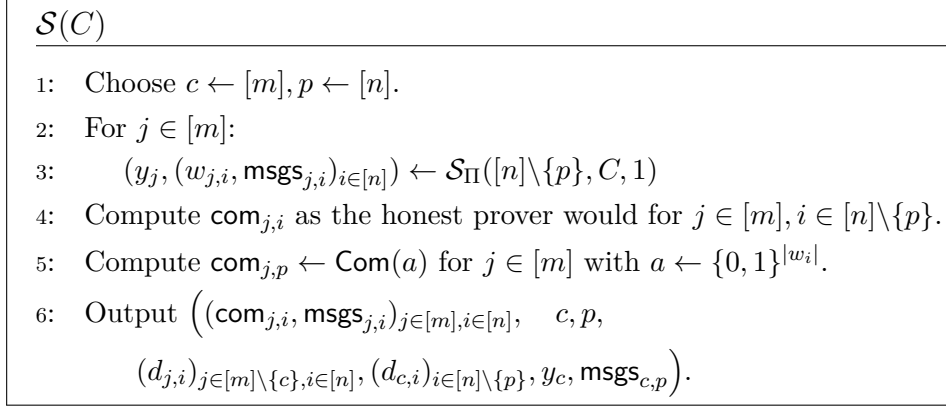 𝒮(C)
1: Choose c ← [m], p ← [n].
2: For j ∈ [m]:
3: (y_j, (w_{j,i}, msgs_{j,i})_{i∈[n]}) ← 𝒮_Π([n]\{p}, C, 1)
4: Compute com_{j,i} as the honest prover would for j ∈ [m], i ∈ [n]\{p}.
5: Compute com_{j,p} ← Com(a) for j ∈ [m] with a ← {0, 1}^{|w_i|}.
6: Output ((com_{j,i}, msgs_{j,i})_{j∈[m],i∈[n]}, c, p,
(d_{j,i})_{j∈[m]\{c},i∈[n]}, (d_{c,i})_{i∈[n]\{p}}, y_c, msgs_{c,p}).